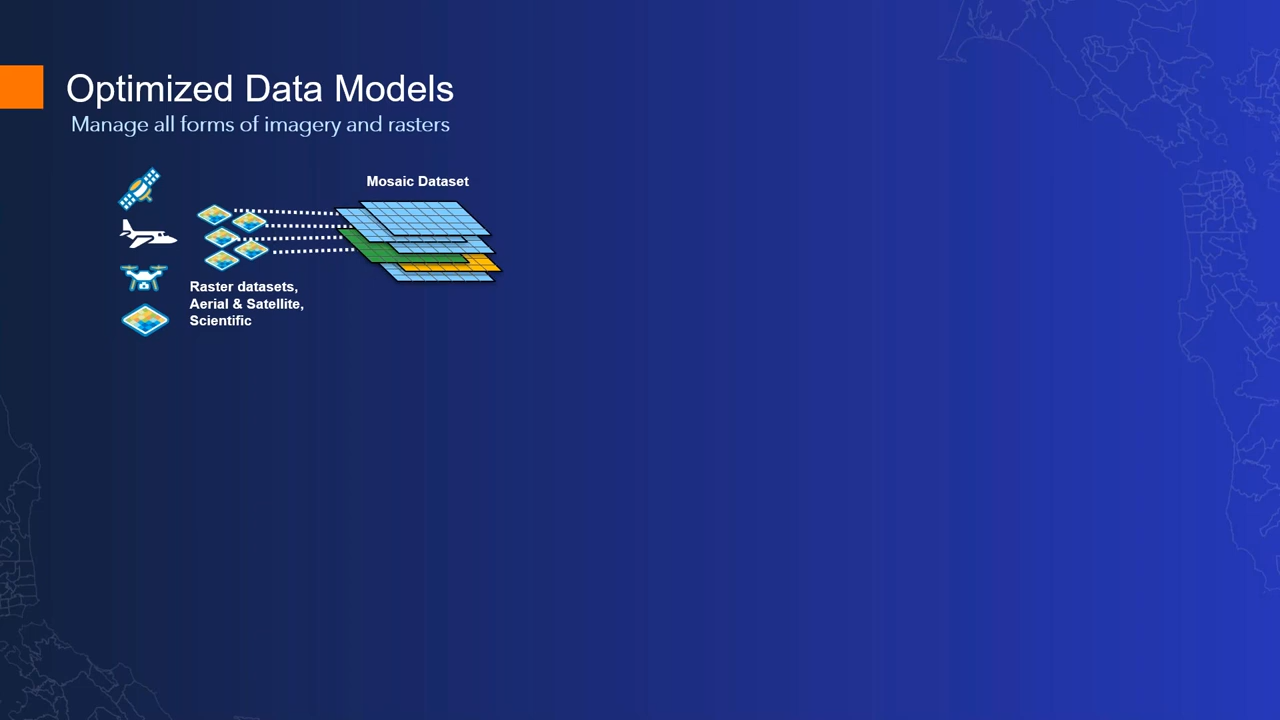 Optimized Data Models
Manage all forms of imagery and rasters
Mosaic Dataset
Raster datasets,
Aerial & Satellite,
Scientific